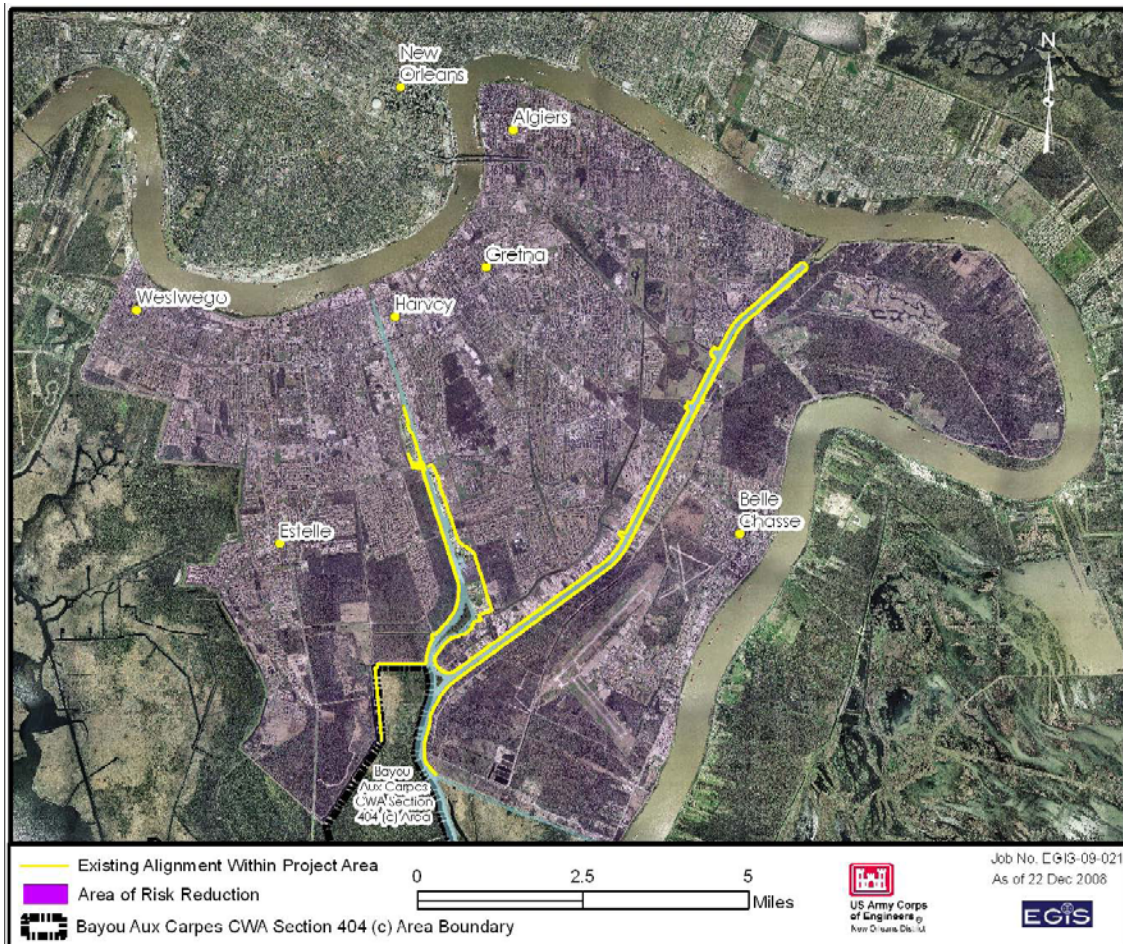 New
Orleans
N
Algiers
Gretna
Westwego
Harvey
Belle
Chasse
Estelle
Bayou
Aux Carpes
CWA Section
404 (c) Area
Existing Alignment Within Project Area
Area of Risk Reduction
Bayou Aux Carpes CWA Section 404 (c) Area Boundary
0 2.5 5
Miles
US Army Corps
of Engineers®
New Orleans District
Job No. EGIS-09-021
As of 22 Dec 2008
EGIS